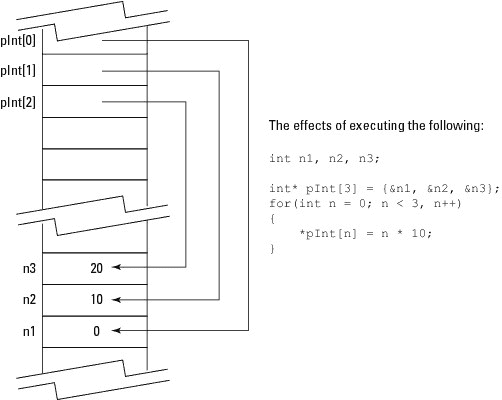 pInt[0]
pInt[1]
pInt[2]
n3 20
n2 10
n1 0
The effects of executing the following:
int n1, n2, n3;
int* pInt[3] = {&n1, &n2, &n3};
for(int n = 0; n < 3, n++)
{
*pInt[n] = n * 10;
}